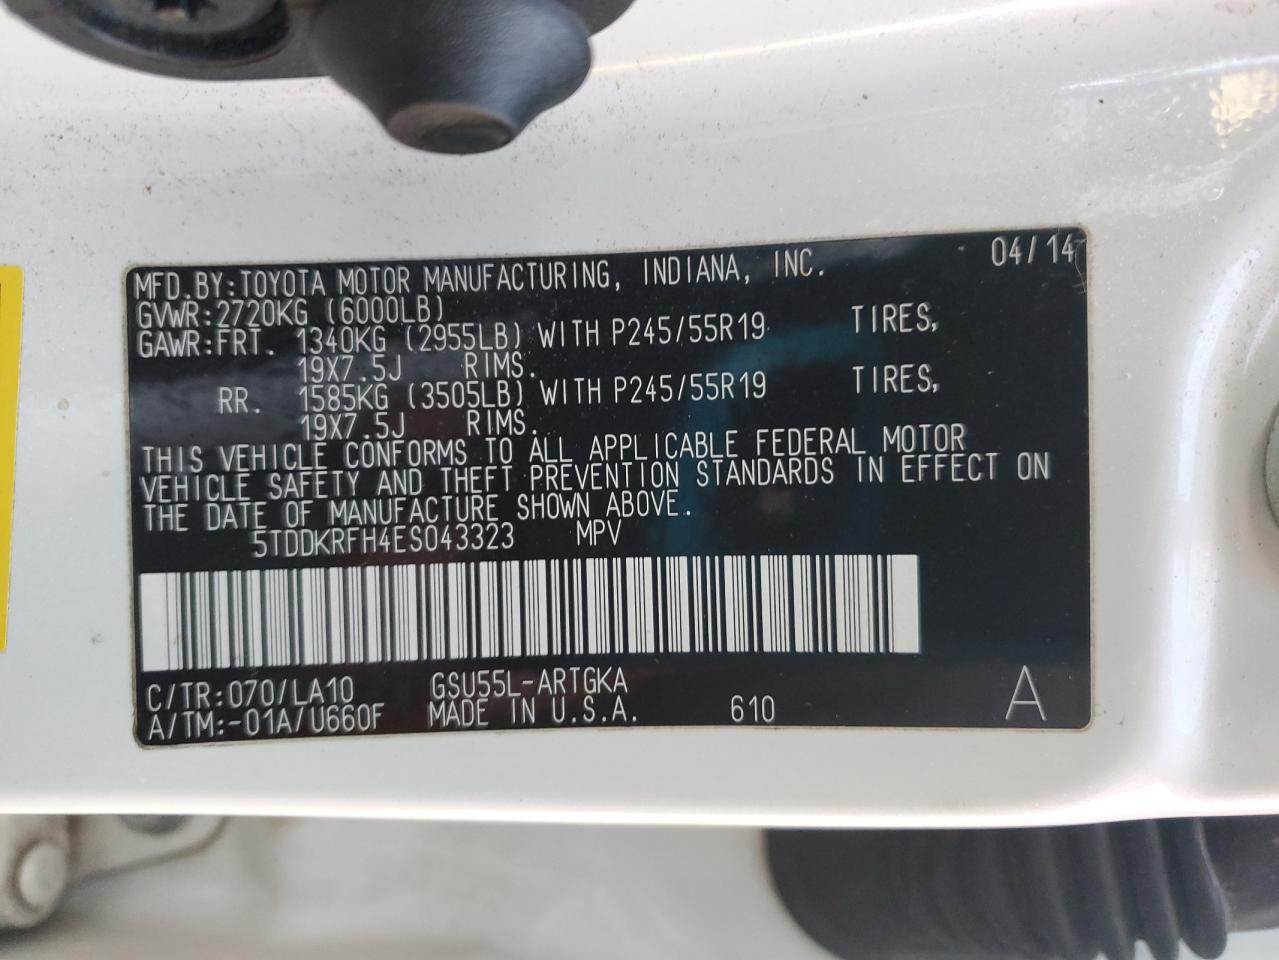 MFD.BY:TOYOTA MOTOR MANUFACTURING, INDIANA, INC. 04/14
GVWR:2720KG (6000LB)
GAWR:FRT. 1340KG (2955LB) WITH P245/55R19 TIRES,
19X7.5J RIMS.
RR. 1585KG (3505LB) WITH P245/55R19 TIRES,
19X7.5J RIMS.
THIS VEHICLE CONFORMS TO ALL APPLICABLE FEDERAL MOTOR
VEHICLE SAFETY AND THEFT PREVENTION STANDARDS IN EFFECT ON
THE DATE OF MANUFACTURE SHOWN ABOVE.
5TDDKRFH4ES043323 MPV
C/TR:070/LA10 GSU55L-ARTGKA
A/TM:-01A/U660F MADE IN U.S.A. 610 A